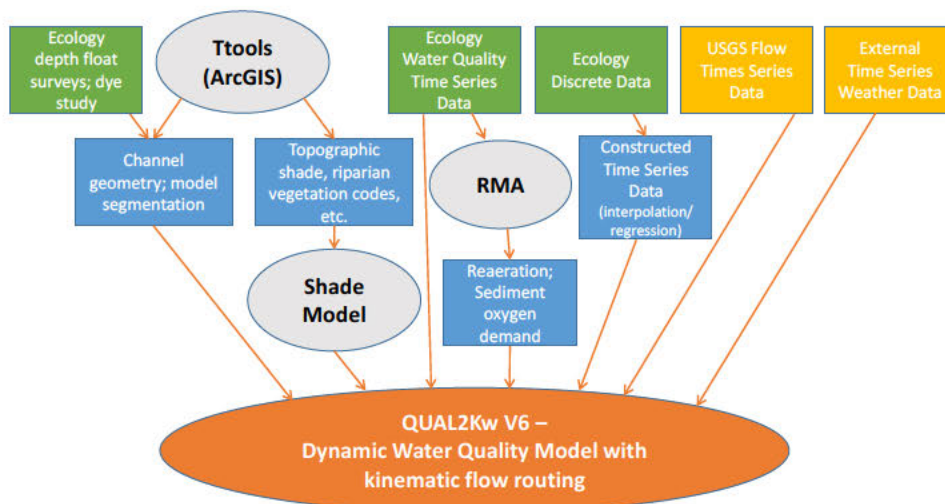 Ecology
depth float
surveys; dye
study
Ttools
(ArcGIS)
Ecology
Water Quality
Time Series
Data
Ecology
Discrete Data
USGS Flow
Times Series
Data
External
Time Series
Weather Data
Channel
geometry; model
segmentation
Topographic
shade, riparian
vegetation codes,
etc.
RMA
Constructed
Time Series
Data
(interpolation/
regression)
Shade
Model
Reaeration;
Sediment
oxygen
demand
QUAL2Kw V6 –
Dynamic Water Quality Model with
kinematic flow routing